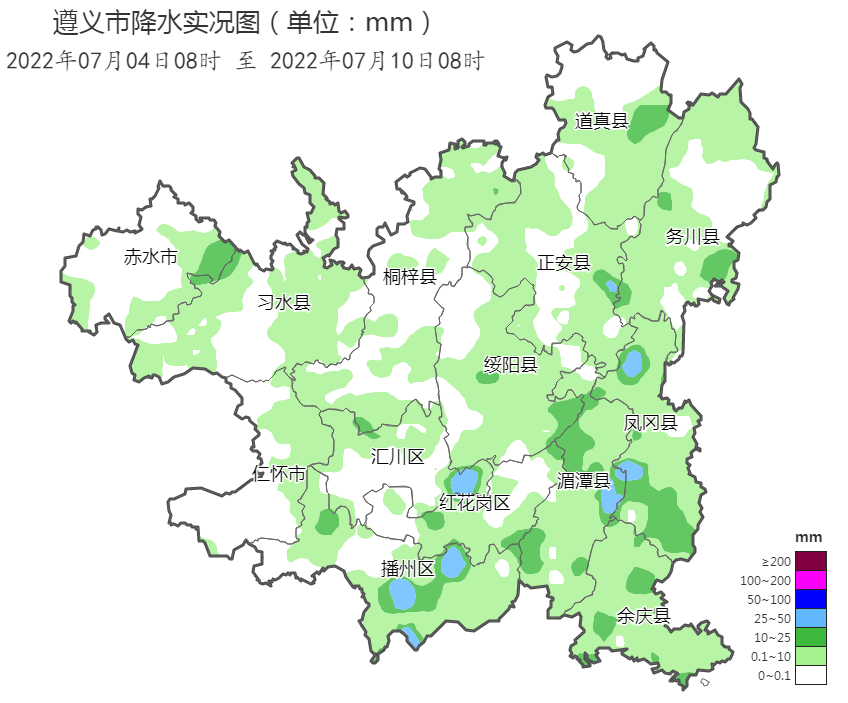 遵义市降水实况图（单位：mm）
2022年07月04日08时 至 2022年07月10日08时
道真县
务川县
赤水市
正安县
桐梓县
习水县
绥阳县
凤冈县
汇川区
仁怀市
湄潭县
红花岗区
播州区
余庆县
mm
≥200
100~200
50~100
25~50
10~25
0.1~10
0~0.1